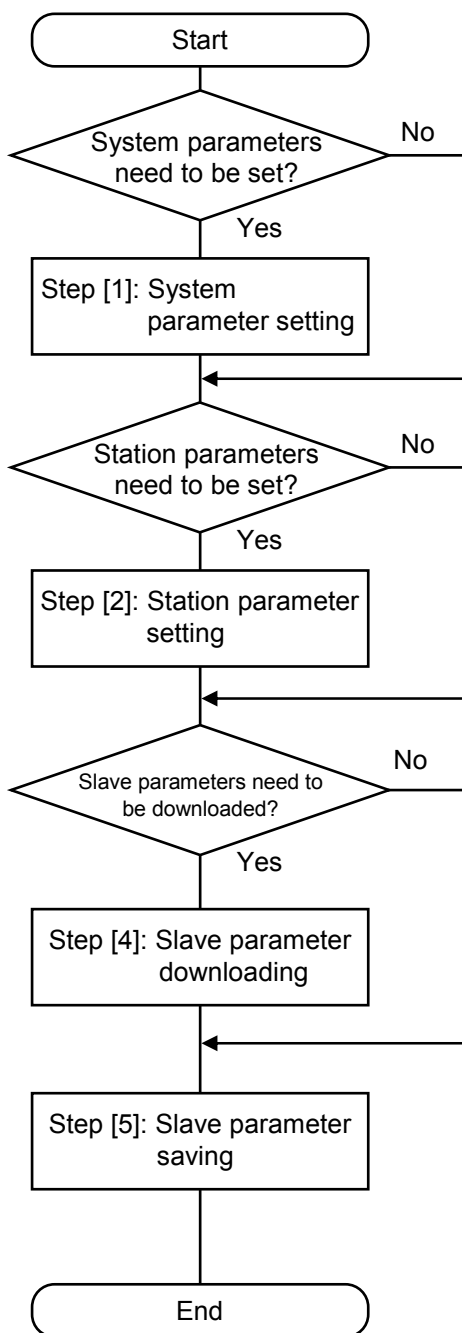 Start
System parameters
need to be set?
No
Yes
Step [1]: System
parameter setting
Station parameters
need to be set?
No
Yes
Step [2]: Station parameter
setting
Slave parameters need to
be downloaded?
No
Yes
Step [4]: Slave parameter
downloading
Step [5]: Slave parameter
saving
End